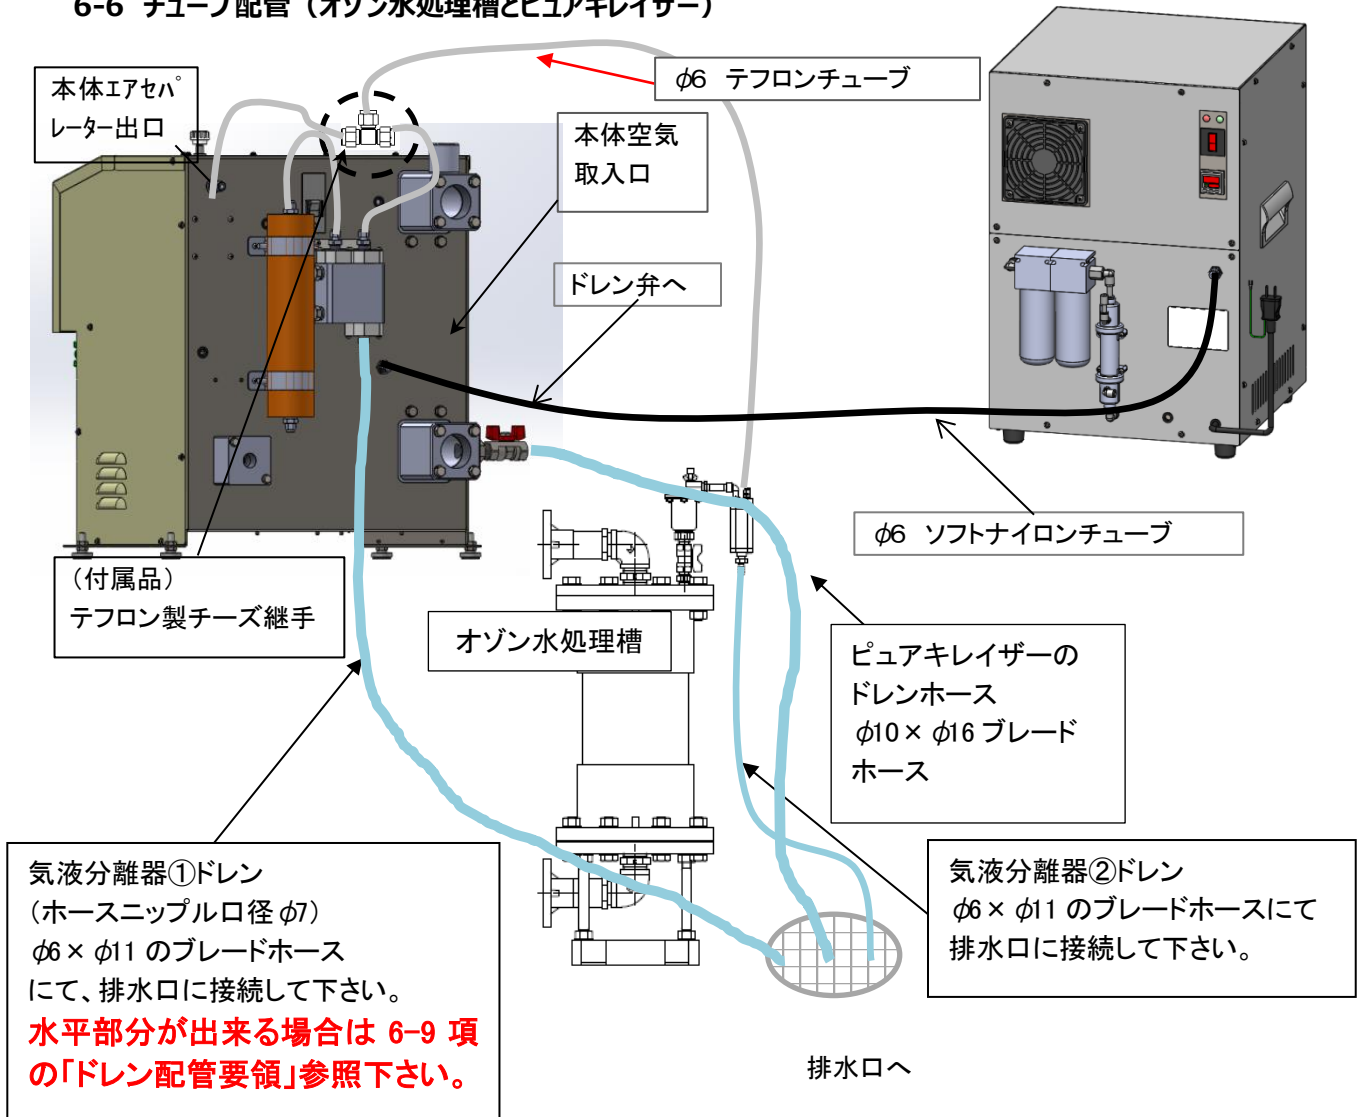 6-6 チューブ配管（オゾン水処理槽とピュアキレイザー）
本体エアセパ
レーター出口
φ6 テフロンチューブ
本体空気
取入口
ドレン弁へ
φ6 ソフトナイロンチューブ
（付属品）
テフロン製チーズ継手
オゾン水処理槽
ピュアキレイザーの
ドレンホース
φ10×φ16ブレード
ホース
気液分離器①ドレン
（ホースニップル口径φ7）
φ6×φ11のブレードホース
にて、排水口に接続して下さい。
水平部分が出来る場合は 6-9 項
の「ドレン配管要領」参照下さい。
気液分離器②ドレン
φ6×φ11のブレードホースにて
排水口に接続して下さい。
排水口へ